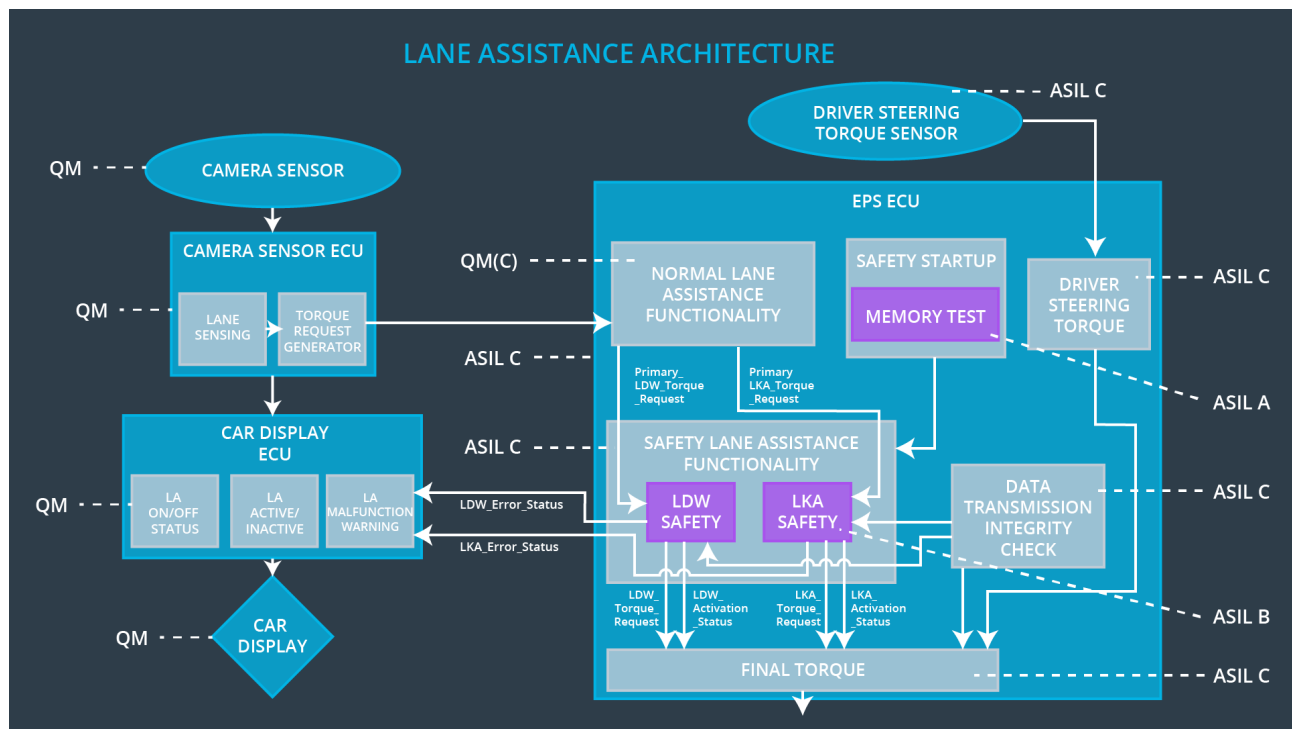 LANE ASSISTANCE ARCHITECTURE
ASIL C
DRIVER STEERING
TORQUE SENSOR
QM
CAMERA SENSOR
EPS ECU
CAMERA SENSOR ECU
QM
LANE
SENSING
TORQUE
REQUEST
GENERATOR
QM(C)
NORMAL LANE
ASSISTANCE
FUNCTIONALITY
SAFETY STARTUP
MEMORY TEST
DRIVER
STEERING
TORQUE
ASIL C
ASIL C
Primary_
LDW_Torque
_Request
Primary
LKA_Torque
_Request
ASIL A
CAR DISPLAY
ECU
QM
LA
ON/OFF
STATUS
LA
ACTIVE/
INACTIVE
LA
MALFUNCTION
WARNING
ASIL C
SAFETY LANE ASSISTANCE
FUNCTIONALITY
LDW
SAFETY
LKA
SAFETY
DATA
TRANSMISSION
INTEGRITY
CHECK
ASIL C
LDW_Error_Status
LKA_Error_Status
LDW_
Torque_
Request
LDW_
Activation
_Status
LKA_
Torque_
Request
LKA_
Activation
_Status
ASIL B
QM
CAR
DISPLAY
FINAL TORQUE
ASIL C